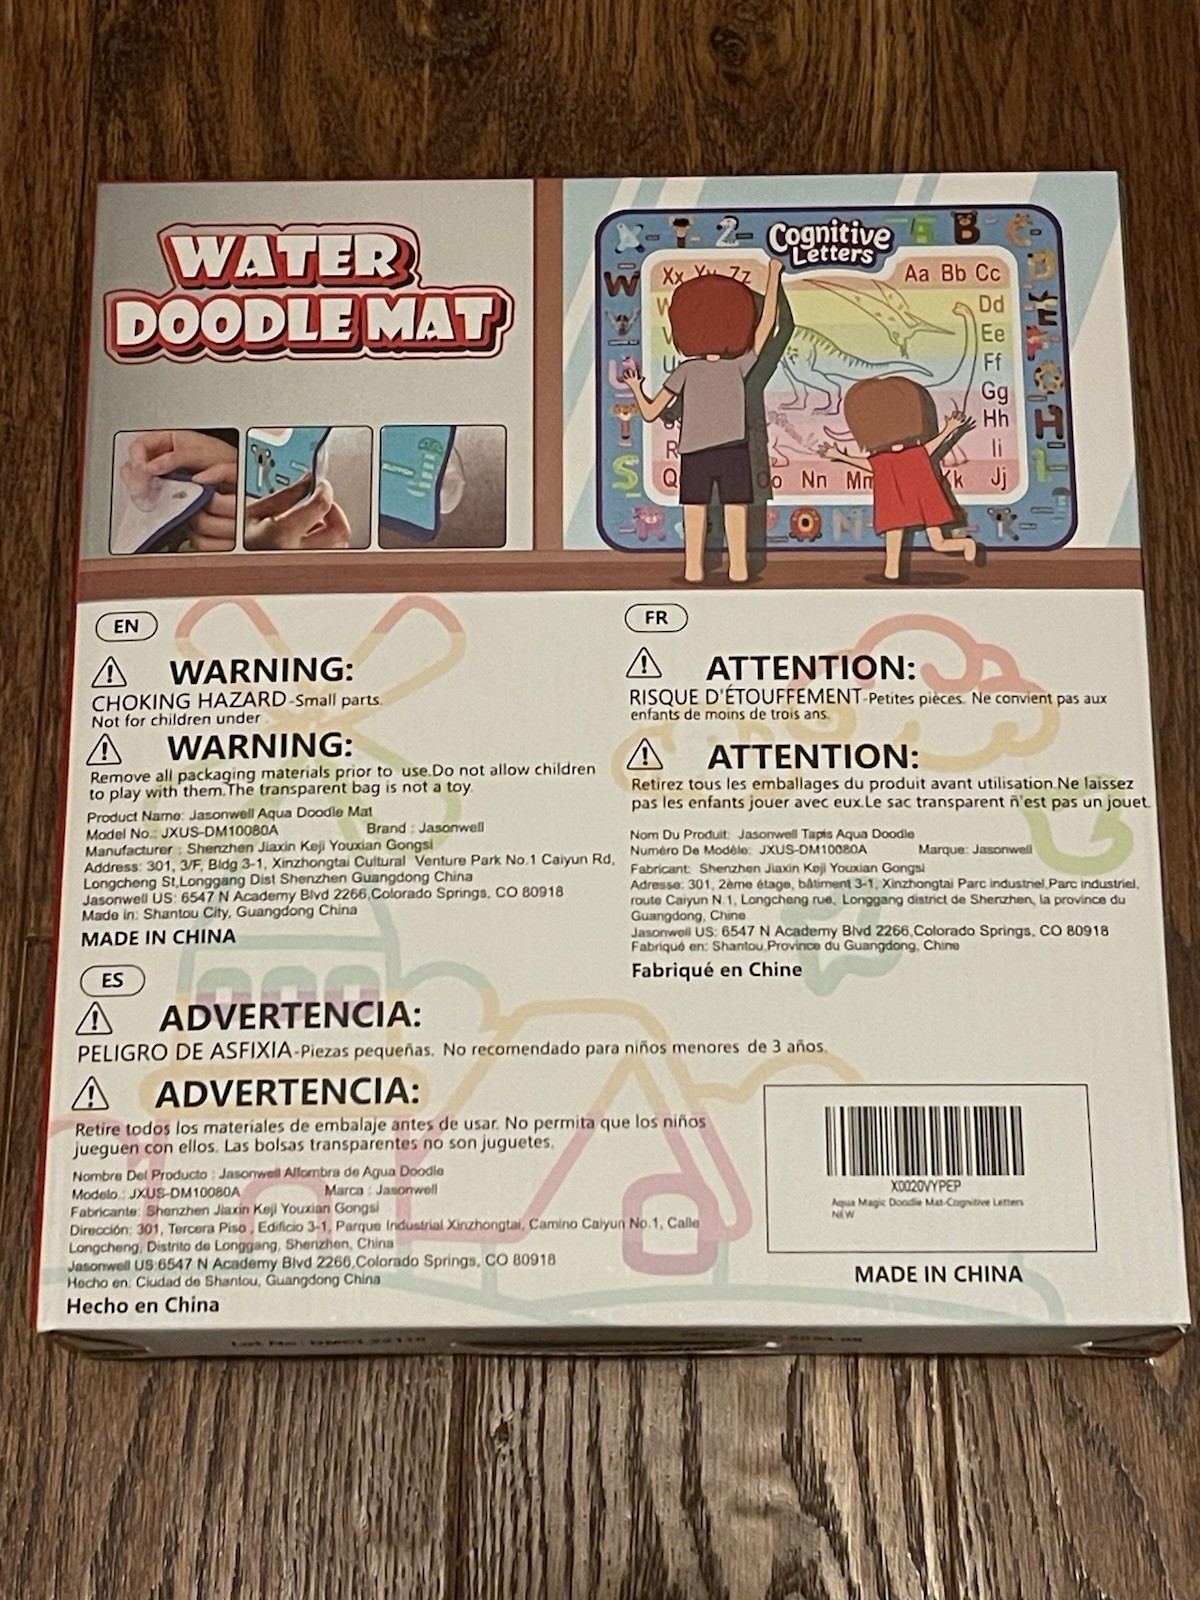 WATER
DOODLE MAT
Cognitive
Letters
Xx Yy Zz
Aa Bb Cc
Dd
Ee
Ff
Gg
Hh
Ii
Jj
Nn Mm
EN
WARNING:
CHOKING HAZARD-Small parts.
Not for children under
WARNING:
Remove all packaging materials prior to use.Do not allow children
to play with them.The transparent bag is not a toy.
Product Name: Jasonwell Aqua Doodle Mat
Model No.: JXUS-DM10080A Brand : Jasonwell
Manufacturer : Shenzhen Jiaxin Keji Youxian Gongsi
Address: 301, 3/F, Bldg 3-1, Xinzhongtai Cultural Venture Park No.1 Caiyun Rd,
Longcheng St,Longgang Dist Shenzhen Guangdong China
Jasonwell US: 6547 N Academy Blvd 2266,Colorado Springs, CO 80918
Made in: Shantou City, Guangdong China
MADE IN CHINA
FR
ATTENTION:
RISQUE D'ÉTOUFFEMENT-Petites pièces. Ne convient pas aux
enfants de moins de trois ans.
ATTENTION:
Retirez tous les emballages du produit avant utilisation.Ne laissez
pas les enfants jouer avec eux.Le sac transparent ñ'est pas un jouet.
Nom Du Produit: Jasonwell Tapis Aqua Doodle
Numéro De Modèle: JXUS-DM10080A Marque: Jasonwell
Fabricant: Shenzhen Jiaxin Keji Youxian Gongsi
Adresse: 301, 2ème étage, bâtiment 3-1, Xinzhongtai Parc industriel,Parc industriel,
route Caiyun N.1, Longcheng rue, Longgang district de Shenzhen, la province du
Guangdong, Chine
Jasonwell US: 6547 N Academy Blvd 2266,Colorado Springs, CO 80918
Fabriqué en: Shantou,Province du Guangdong, Chine
Fabriqué en Chine
ES
ADVERTENCIA:
PELIGRO DE ASFIXIA-Piezas pequeñas. No recomendado para niños menores de 3 años.
ADVERTENCIA:
Retire todos los materiales de embalaje antes de usar. No permita que los niños
jueguen con ellos. Las bolsas transparentes no son juguetes.
Nombre Del Producto : Jasonwell Alfombra de Agua Doodle
Modelo.: JXUS-DM10080A Marca : Jasonwell
Fabricante: Shenzhen Jiaxin Keji Youxian Gongsi
Dirección: 301, Tercera Piso , Edificio 3-1, Parque Industrial Xinzhongtai, Camino Caiyun No.1, Calle
Longcheng, Distrito de Longgang, Shenzhen, China
Jasonwell US:6547 N Academy Blvd 2266,Colorado Springs, CO 80918
Hecho en: Ciudad de Shantou, Guangdong China
Hecho en China
X0020VYPEP
Aqua Magic Doodle Mat-Cognitive Letters
NEW
MADE IN CHINA